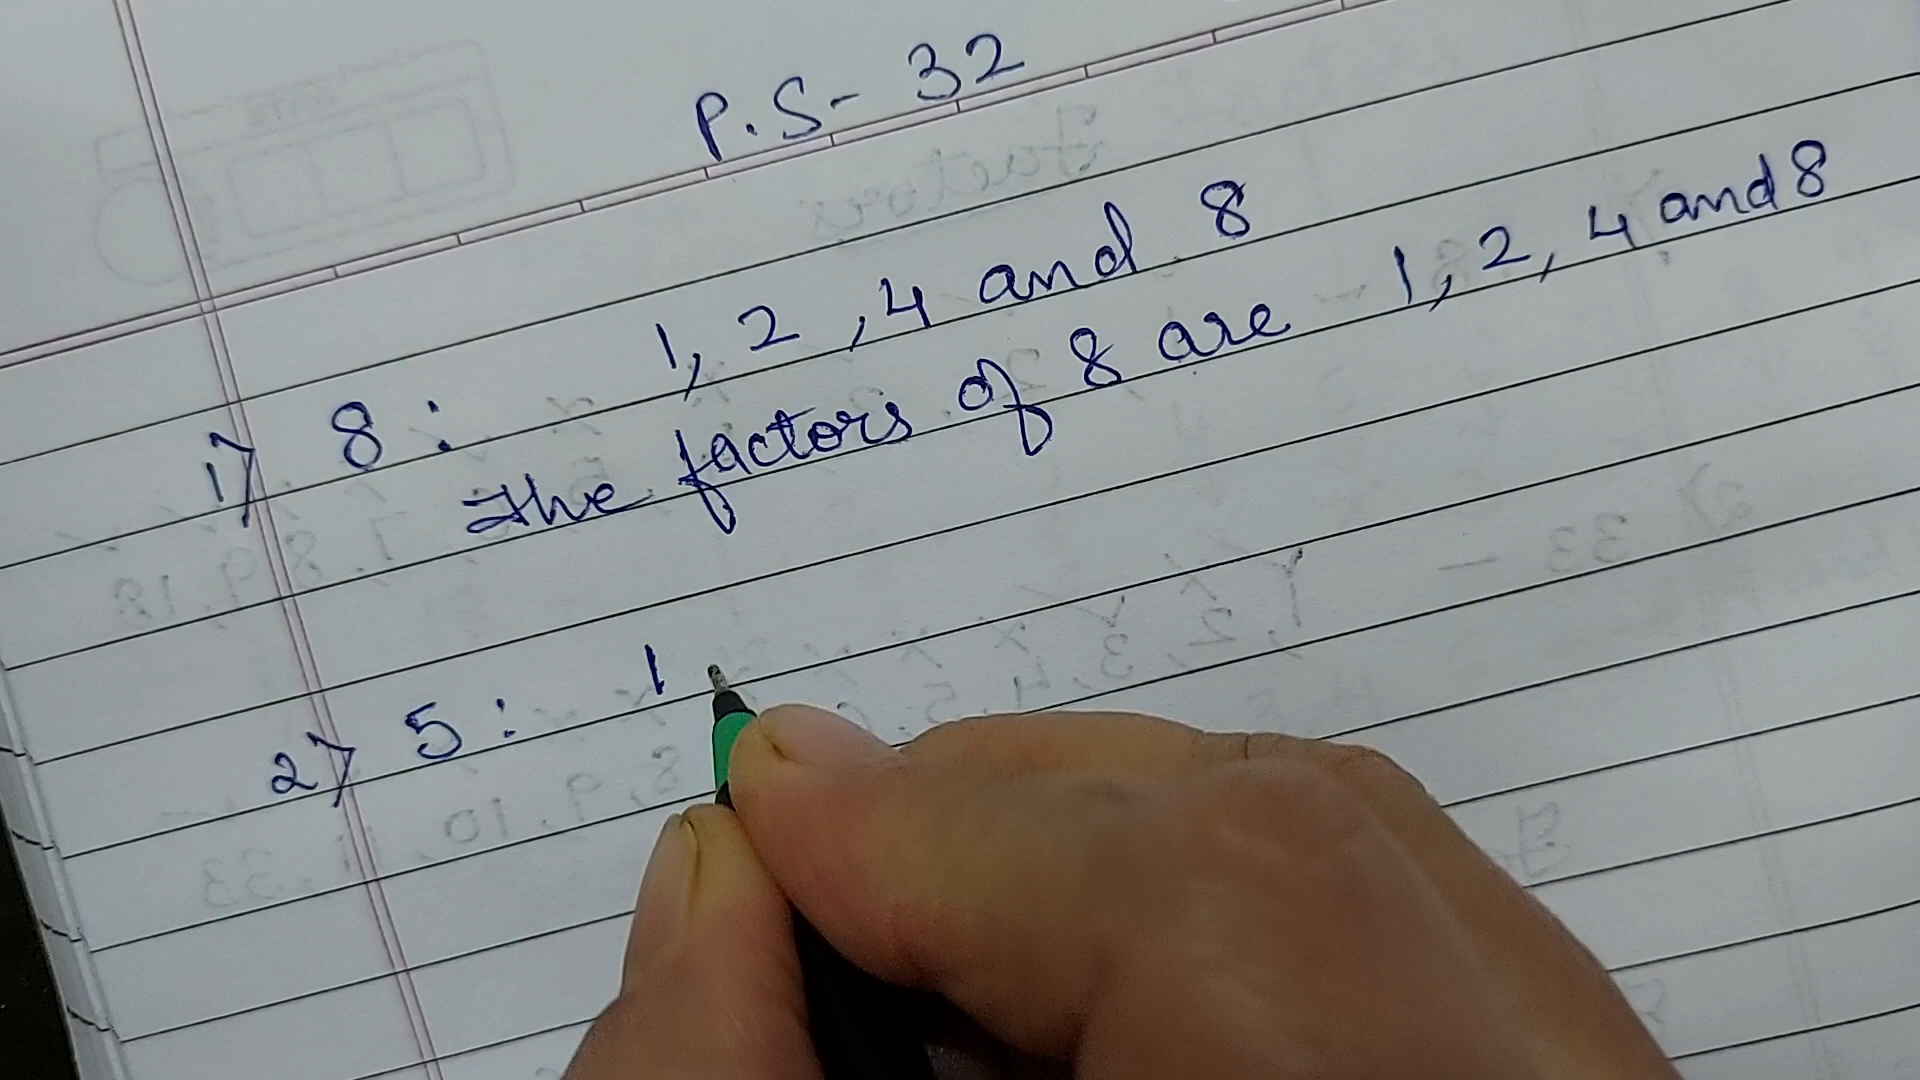 P.S- 32
1) 8: 1, 2, 4 and 8
The factors of 8 are 1, 2, 4 and 8
2) 5: 1